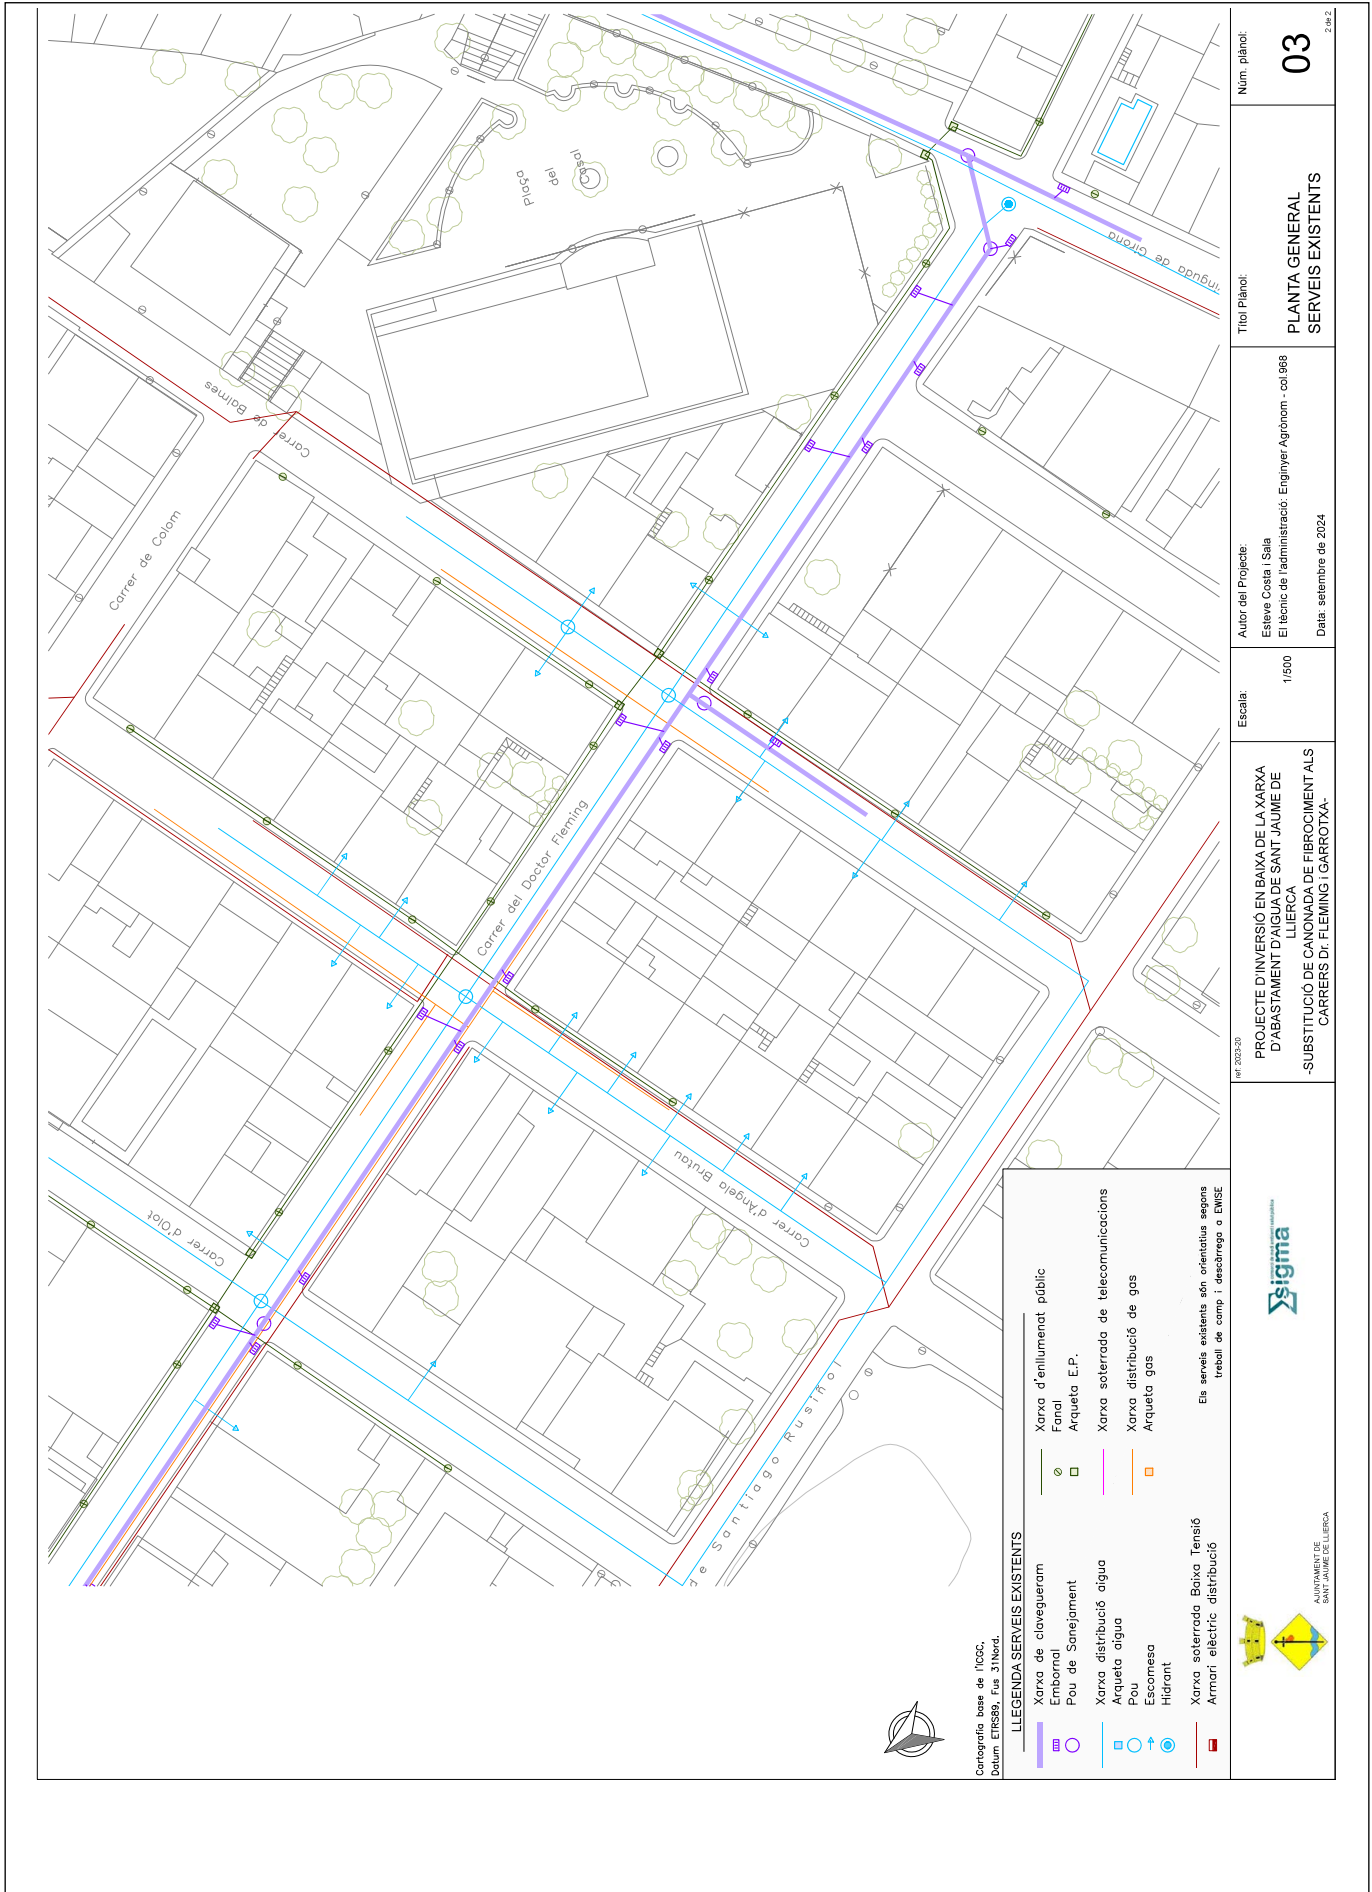 Plaça
del
Casal
Carrer de Balmes
Carrer de Colom
Carrer del Doctor Fleming
Carrer d'Olot
Carrer d'Angela Brutau
de Santiago Rusiñol
inguda de Girona
Cartografia base de l'ICGC,
Datum ETRS89, Fus 31Nord.
LLEGENDA SERVEIS EXISTENTS
Xarxa de clavegueram
Embornal
Pou de Sanejament
Xarxa distribució aigua
Arqueta aigua
Pou
Escomesa
Hidrant
Xarxa soterrada Baixa Tensió
Armari elèctric distribució
Xarxa d'enllumenat públic
Fanal
Arqueta E.P.
Xarxa soterrada de telecomunicacions
Xarxa distribució de gas
Arqueta gas
Els serveis existents són orientatius segons
treball de camp i descàrrega a EWISE
AJUNTAMENT DE
SANT JAUME DE LLIERCA
sigma
ref: 2023-20
PROJECTE D'INVERSIÓ EN BAIXA DE LA XARXA
D'ABASTAMENT D'AIGUA DE SANT JAUME DE
LLIERCA
-SUBSTITUCIÓ DE CANONADA DE FIBROCIMENT ALS
CARRERS Dr. FLEMING i GARROTXA-
Escala:
1/500
Autor del Projecte:
Esteve Costa i Sala
El tècnic de l'administració: Enginyer Agrònom - col.968
Data: setembre de 2024
Títol Plànol:
PLANTA GENERAL
SERVEIS EXISTENTS
Núm. plànol:
03
2 de 2